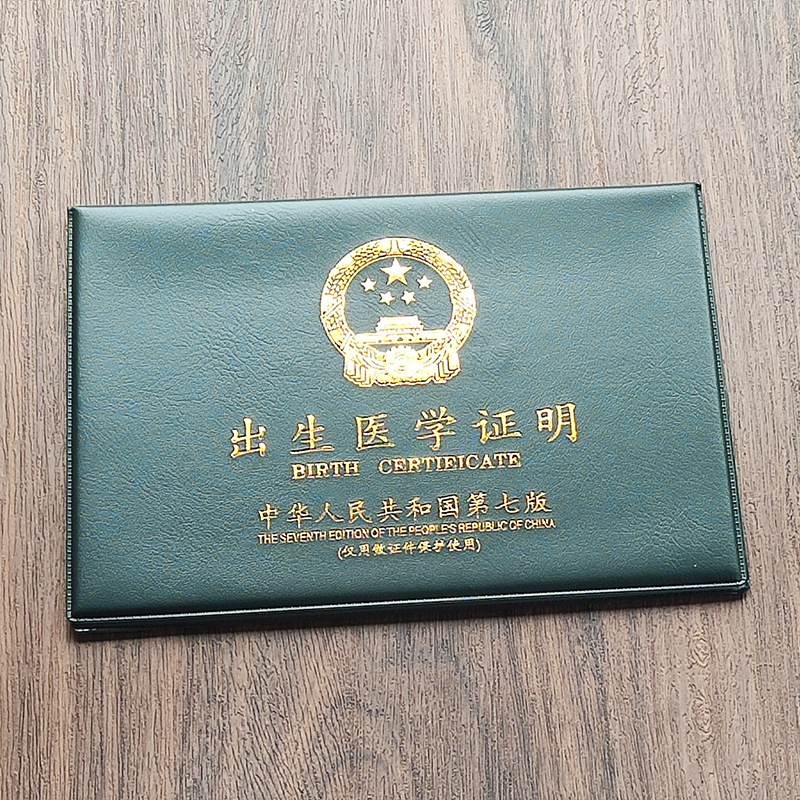 出生医学证明
BIRTH CERTIEICATE
中华人民共和国第七版
THE SEVENTH EDITION OF THE PEOPLE'S REPUBLIC OF CHINA
(仅用做证件保护使用)